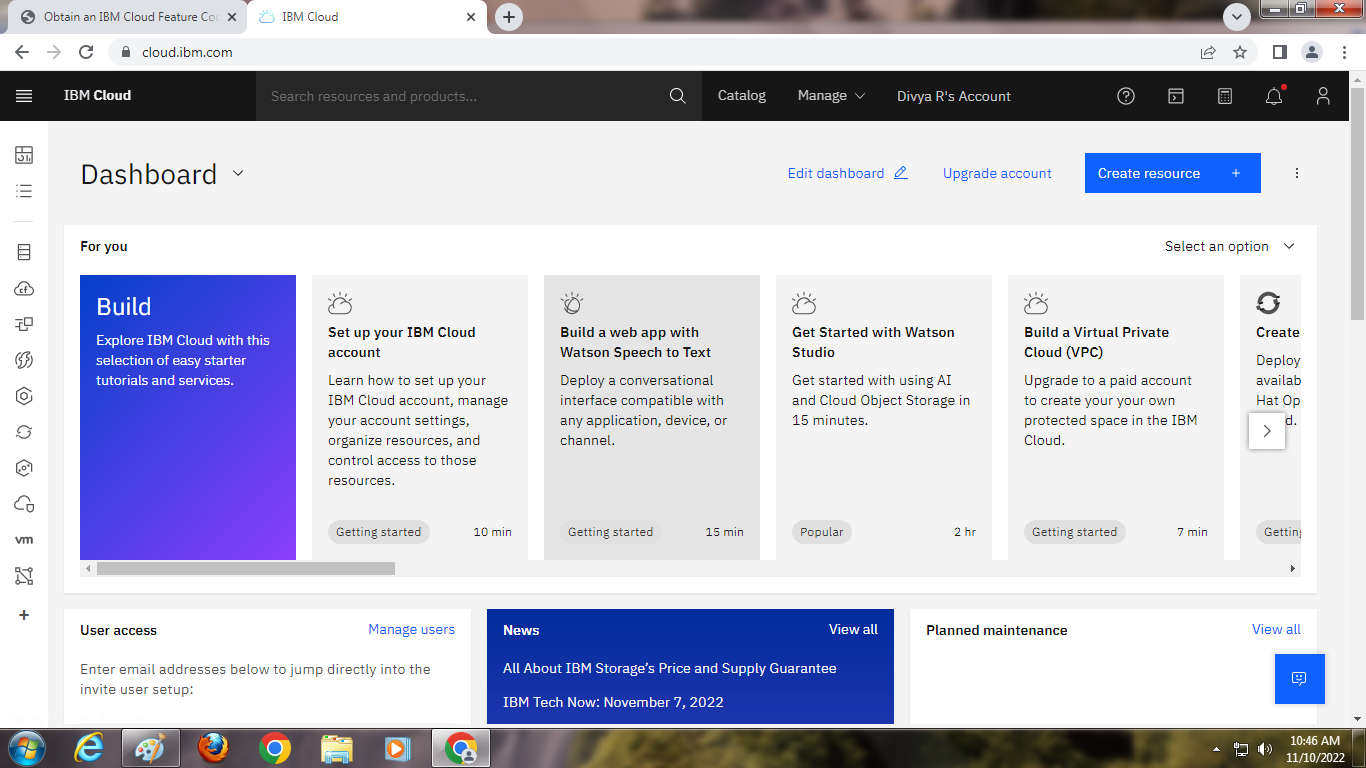 Obtain an IBM Cloud Feature Co
IBM Cloud
cloud.ibm.com
IBM Cloud
Search resources and products...
Catalog
Manage
Divya R's Account
Dashboard
Edit dashboard
Upgrade account
Create resource +
For you
Select an option
Build
Explore IBM Cloud with this
selection of easy starter
tutorials and services.
Set up your IBM Cloud
account
Learn how to set up your
IBM Cloud account, manage
your account settings,
organize resources, and
control access to those
resources.
Getting started
10 min
Build a web app with
Watson Speech to Text
Deploy a conversational
interface compatible with
any application, device, or
channel.
Getting started
15 min
Get Started with Watson
Studio
Get started with using AI
and Cloud Object Storage in
15 minutes.
Popular
2 hr
Build a Virtual Private
Cloud (VPC)
Upgrade to a paid account
to create your your own
protected space in the IBM
Cloud.
Getting started
7 min
Create
Deploy
availab
Hat Op
d.
Getting
cf
vm
User access
Manage users
Enter email addresses below to jump directly into the
invite user setup:
News
View all
All About IBM Storage's Price and Supply Guarantee
IBM Tech Now: November 7, 2022
Planned maintenance
View all
10:46 AM
11/10/2022